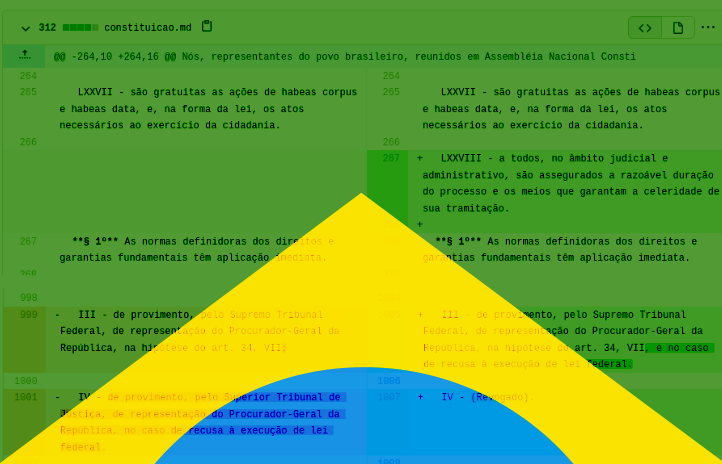 312 constituicao.md
@@ -264,10 +264,16 @@ Nós, representantes do povo brasileiro, reunidos em Assembléia Nacional Consti
264
265 LXXVII - são gratuitas as ações de habeas corpus
e habeas data, e, na forma da lei, os atos
necessários ao exercício da cidadania.
266
267 **§ 1º** As normas definidoras dos direitos e
garantias fundamentais têm aplicação imediata.
268
998
999 - III - de provimento, pelo Supremo Tribunal
Federal, de representação do Procurador-Geral da
República, na hipótese do art. 34, VII;
1000
1001 - IV - de provimento, pelo Superior Tribunal de
Justiça, de representação do Procurador-Geral da
República, no caso de recusa à execução de lei
federal.
264
265 LXXVII - são gratuitas as ações de habeas corpus
e habeas data, e, na forma da lei, os atos
necessários ao exercício da cidadania.
266
267 + LXXVIII - a todos, no âmbito judicial e
administrativo, são assegurados a razoável duração
do processo e os meios que garantam a celeridade de
sua tramitação.
+
**§ 1º** As normas definidoras dos direitos e
garantias fundamentais têm aplicação imediata.
+ III - de provimento, pelo Supremo Tribunal
Federal, de representação do Procurador-Geral da
República, na hipótese do art. 34, VII, e no caso
de recusa à execução de lei federal.
1006
1007 + IV - (Revogado).
1008